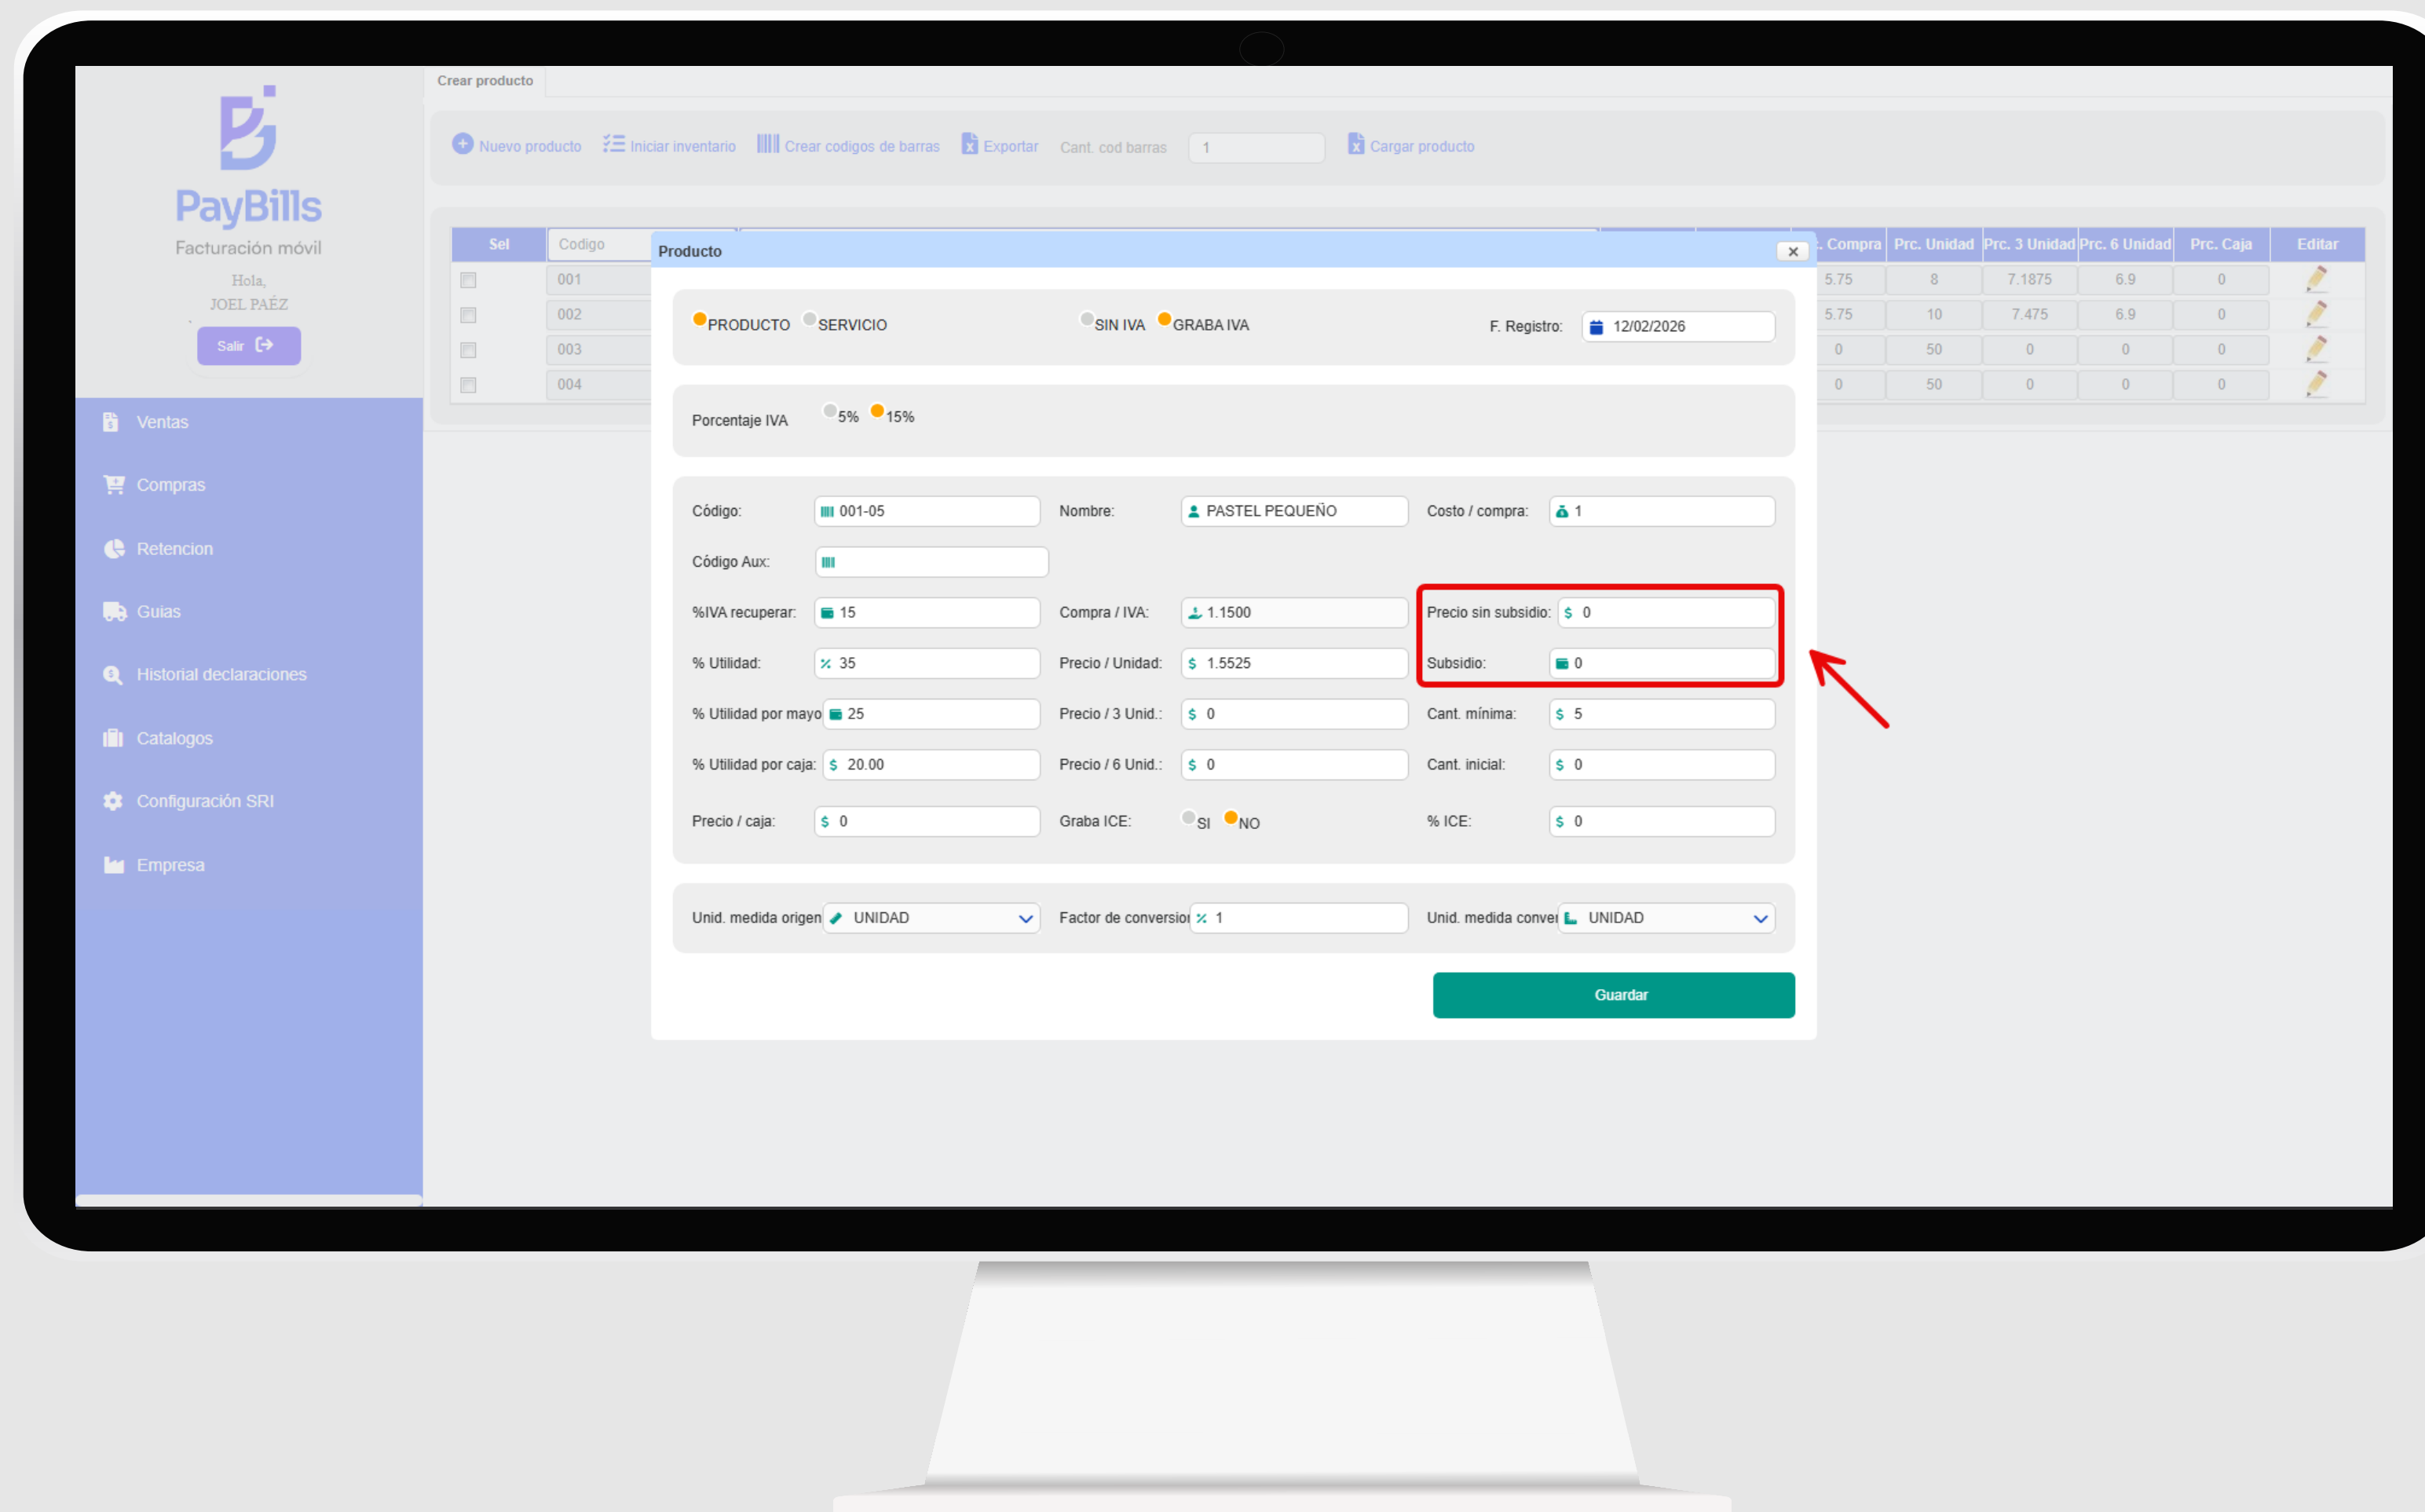 Crear producto
Nuevo producto Iniciar inventario Crear codigos de barras Exportar Cant. cod barras 1 Cargar producto
PayBills
Facturación móvil
Hola,
JOEL PAÉZ
Salir
Ventas
Compras
Retencion
Guias
Historial declaraciones
Catalogos
Configuración SRI
Empresa
Sel Codigo Compra Prc. Unidad Prc. 3 Unidad Prc. 6 Unidad Prc. Caja Editar
001 5.75 8 7.1875 6.9 0
002 5.75 10 7.475 6.9 0
003 0 50 0 0 0
004 0 50 0 0 0
Producto
PRODUCTO SERVICIO SIN IVA GRABA IVA F. Registro: 12/02/2026
Porcentaje IVA 5% 15%
Código: 001-05 Nombre: PASTEL PEQUEÑO Costo / compra: 1
Código Aux:
%IVA recuperar: 15 Compra / IVA: 1.1500 Precio sin subsidio: $ 0
% Utilidad: % 35 Precio / Unidad: $ 1.5525 Subsidio: 0
% Utilidad por mayo 25 Precio / 3 Unid.: $ 0 Cant. mínima: $ 5
% Utilidad por caja: $ 20.00 Precio / 6 Unid.: $ 0 Cant. inicial: $ 0
Precio / caja: $ 0 Graba ICE: SI NO % ICE: $ 0
Unid. medida origen UNIDAD Factor de conversion % 1 Unid. medida conver UNIDAD
Guardar